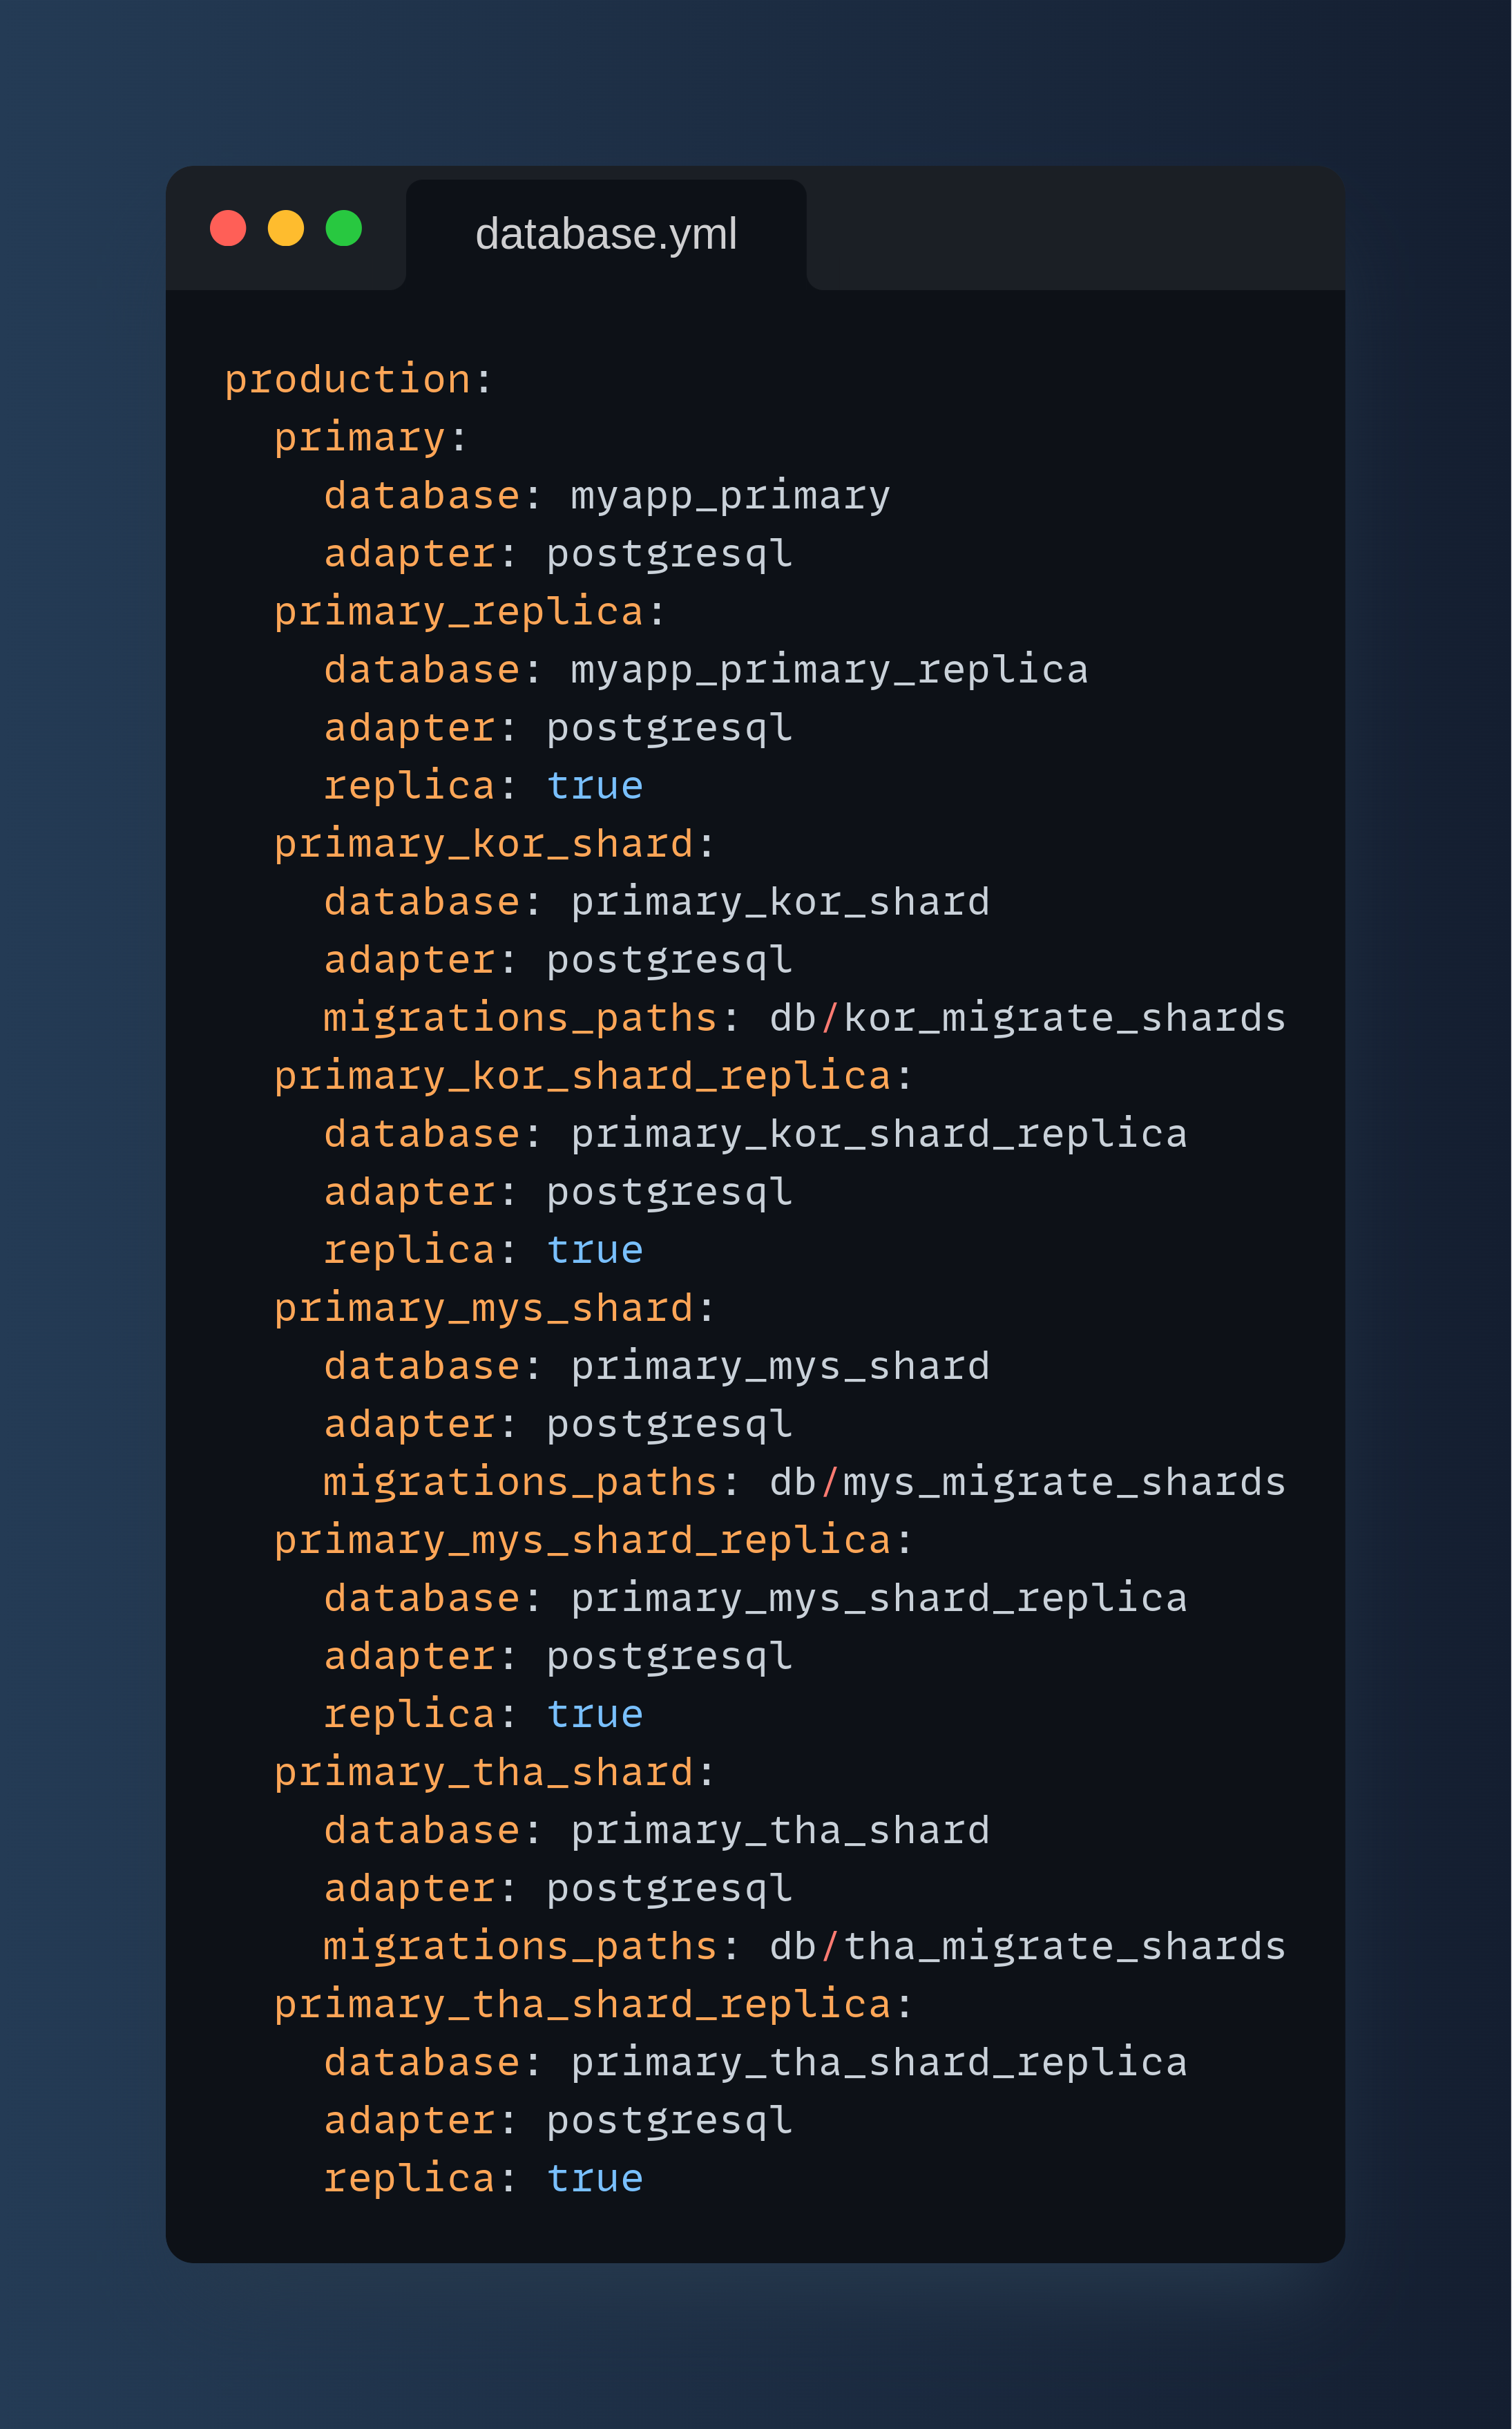 database.yml
production:
  primary:
    database: myapp_primary
    adapter: postgresql
  primary_replica:
    database: myapp_primary_replica
    adapter: postgresql
    replica: true
  primary_kor_shard:
    database: primary_kor_shard
    adapter: postgresql
    migrations_paths: db/kor_migrate_shards
  primary_kor_shard_replica:
    database: primary_kor_shard_replica
    adapter: postgresql
    replica: true
  primary_mys_shard:
    database: primary_mys_shard
    adapter: postgresql
    migrations_paths: db/mys_migrate_shards
  primary_mys_shard_replica:
    database: primary_mys_shard_replica
    adapter: postgresql
    replica: true
  primary_tha_shard:
    database: primary_tha_shard
    adapter: postgresql
    migrations_paths: db/tha_migrate_shards
  primary_tha_shard_replica:
    database: primary_tha_shard_replica
    adapter: postgresql
    replica: true